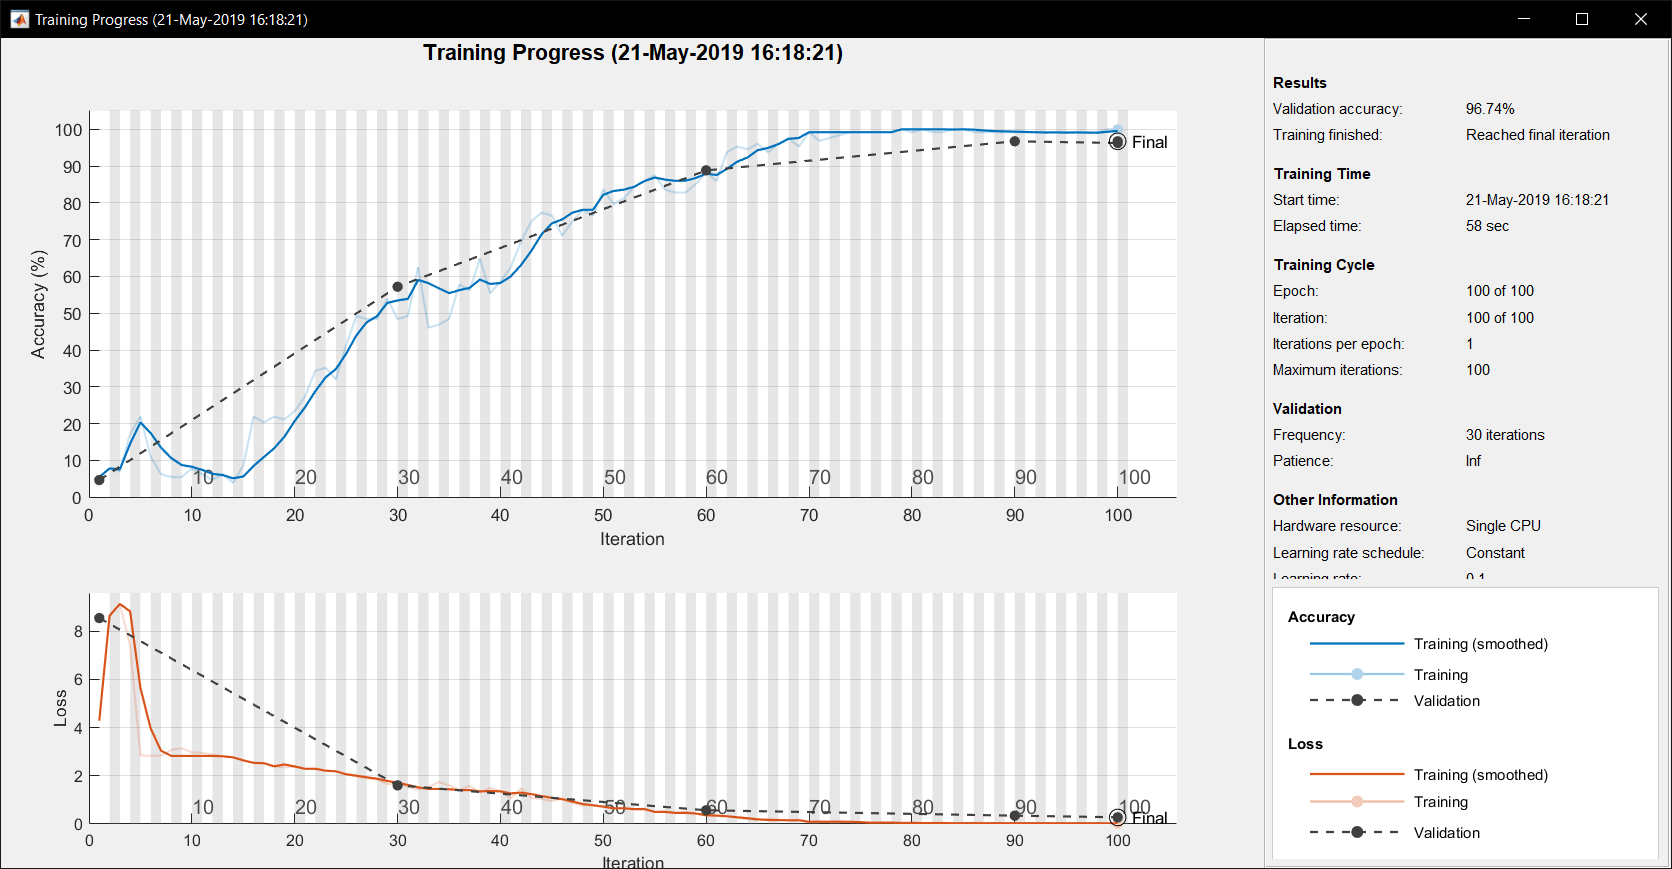 Training Progress (21-May-2019 16:18:21)
Training Progress (21-May-2019 16:18:21)
Accuracy (%)
100
90
80
70
60
50
40
30
20
10
0
10 20 30 40 50 60 70 80 90 100
0 10 20 30 40 50 60 70 80 90 100
Iteration
Final
Loss
8
6
4
2
0
10 20 30 40 50 60 70 80 90 100
0 10 20 30 40 50 60 70 80 90 100
Iteration
Final
Results
Validation accuracy: 96.74%
Training finished: Reached final iteration
Training Time
Start time: 21-May-2019 16:18:21
Elapsed time: 58 sec
Training Cycle
Epoch: 100 of 100
Iteration: 100 of 100
Iterations per epoch: 1
Maximum iterations: 100
Validation
Frequency: 30 iterations
Patience: Inf
Other Information
Hardware resource: Single CPU
Learning rate schedule: Constant
Learning rate: 0.1
Accuracy
Training (smoothed)
Training
Validation
Loss
Training (smoothed)
Training
Validation